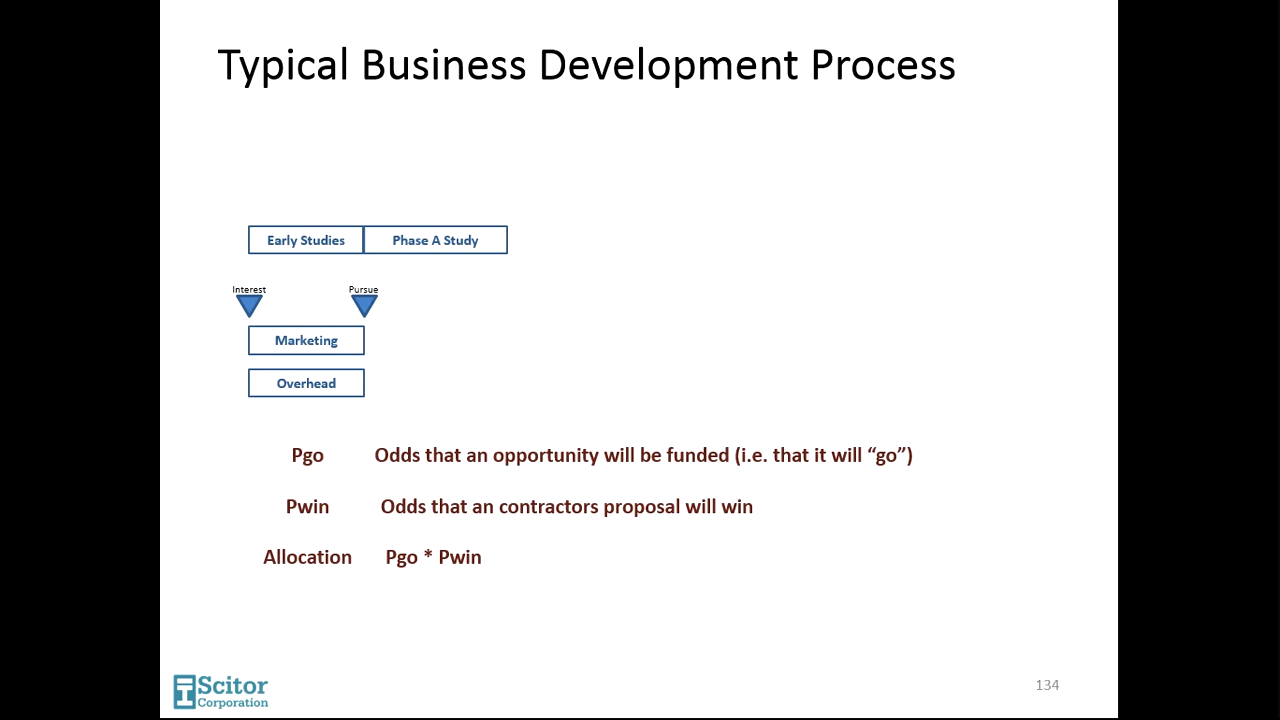 Typical Business Development Process
Early Studies Phase A Study
Interest Pursue
Marketing
Overhead
Pgo Odds that an opportunity will be funded (i.e. that it will “go”)
Pwin Odds that an contractors proposal will win
Allocation Pgo * Pwin
Scitor
Corporation
134